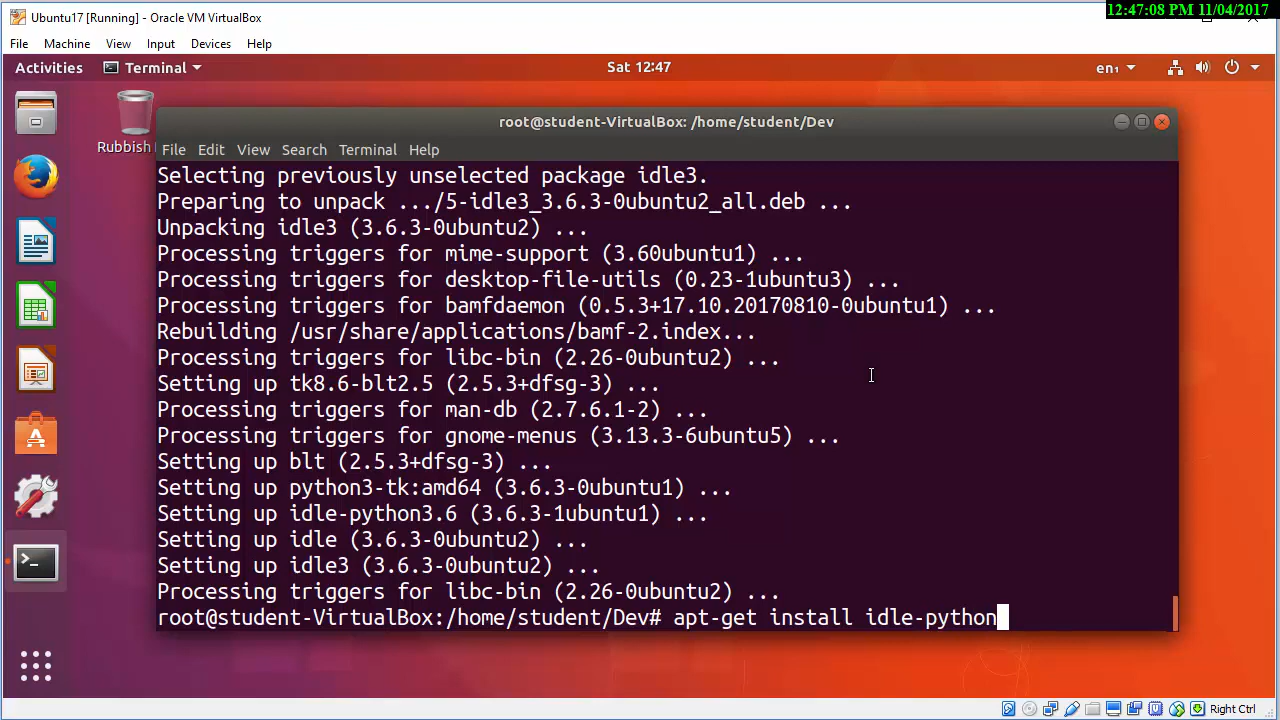 Ubuntu17 [Running] - Oracle VM VirtualBox
12:47:08 PM 11/04/2017
File Machine View Input Devices Help
Activities Terminal Sat 12:47 en₁
Rubbish
root@student-VirtualBox: /home/student/Dev
File Edit View Search Terminal Help
Selecting previously unselected package idle3.
Preparing to unpack .../5-idle3_3.6.3-0ubuntu2_all.deb ...
Unpacking idle3 (3.6.3-0ubuntu2) ...
Processing triggers for mime-support (3.60ubuntu1) ...
Processing triggers for desktop-file-utils (0.23-1ubuntu3) ...
Processing triggers for bamfdaemon (0.5.3+17.10.20170810-0ubuntu1) ...
Rebuilding /usr/share/applications/bamf-2.index...
Processing triggers for libc-bin (2.26-0ubuntu2) ...
Setting up tk8.6-blt2.5 (2.5.3+dfsg-3) ...
Processing triggers for man-db (2.7.6.1-2) ...
Processing triggers for gnome-menus (3.13.3-6ubuntu5) ...
Setting up blt (2.5.3+dfsg-3) ...
Setting up python3-tk:amd64 (3.6.3-0ubuntu1) ...
Setting up idle-python3.6 (3.6.3-1ubuntu1) ...
Setting up idle (3.6.3-0ubuntu2) ...
Setting up idle3 (3.6.3-0ubuntu2) ...
Processing triggers for libc-bin (2.26-0ubuntu2) ...
root@student-VirtualBox:/home/student/Dev# apt-get install idle-python
Right Ctrl